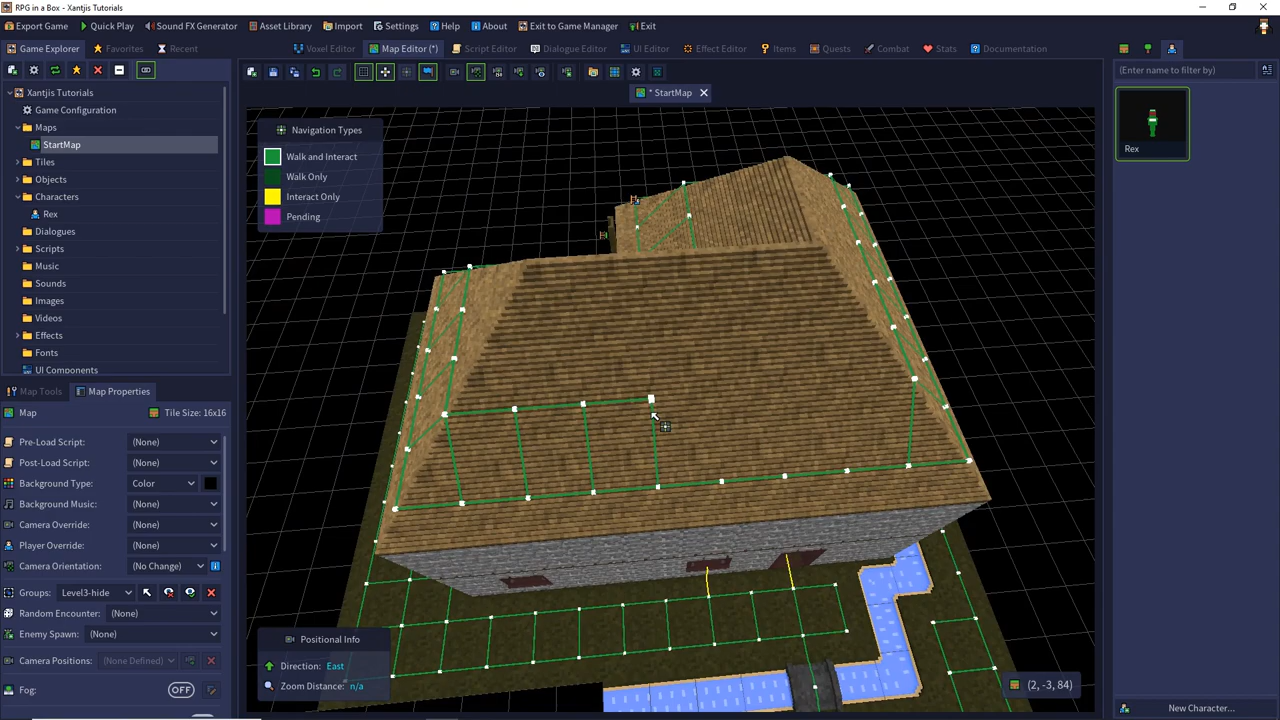 RPG in a Box - Xantjis Tutorials
Export Game Quick Play Sound FX Generator Asset Library Import Settings Help About Exit to Game Manager Exit
Game Explorer Favorites Recent Voxel Editor Map Editor (*) Script Editor Dialogue Editor UI Editor Effect Editor Items Quests Combat Stats Documentation
* StartMap
(Enter name to filter by)
Xantjis Tutorials
Game Configuration
Maps
StartMap
Tiles
Objects
Characters
Rex
Dialogues
Scripts
Music
Sounds
Images
Videos
Effects
Fonts
UI Components
Navigation Types
Walk and Interact
Walk Only
Interact Only
Pending
Rex
Map Tools Map Properties
Map Tile Size: 16x16
Pre-Load Script: (None)
Post-Load Script: (None)
Background Type: Color
Background Music: (None)
Camera Override: (None)
Player Override: (None)
Camera Orientation: (No Change)
Groups: Level3-hide
Random Encounter: (None)
Enemy Spawn: (None)
Camera Positions: (None Defined)
Fog: OFF
Positional Info
Direction: East
Zoom Distance: n/a
(2, -3, 84)
New Character...